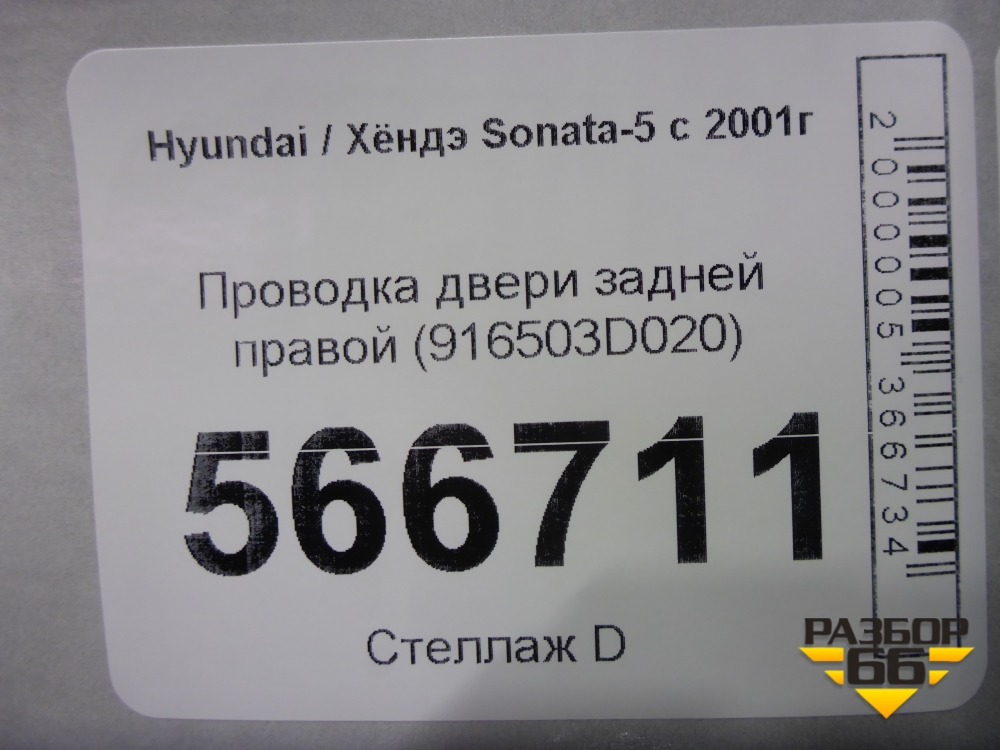 Hyundai / Хёндэ Sonata-5 с 2001г
Проводка двери задней
правой (916503D020)
566711
Стеллаж D
2000005366734
РАЗБОР
66